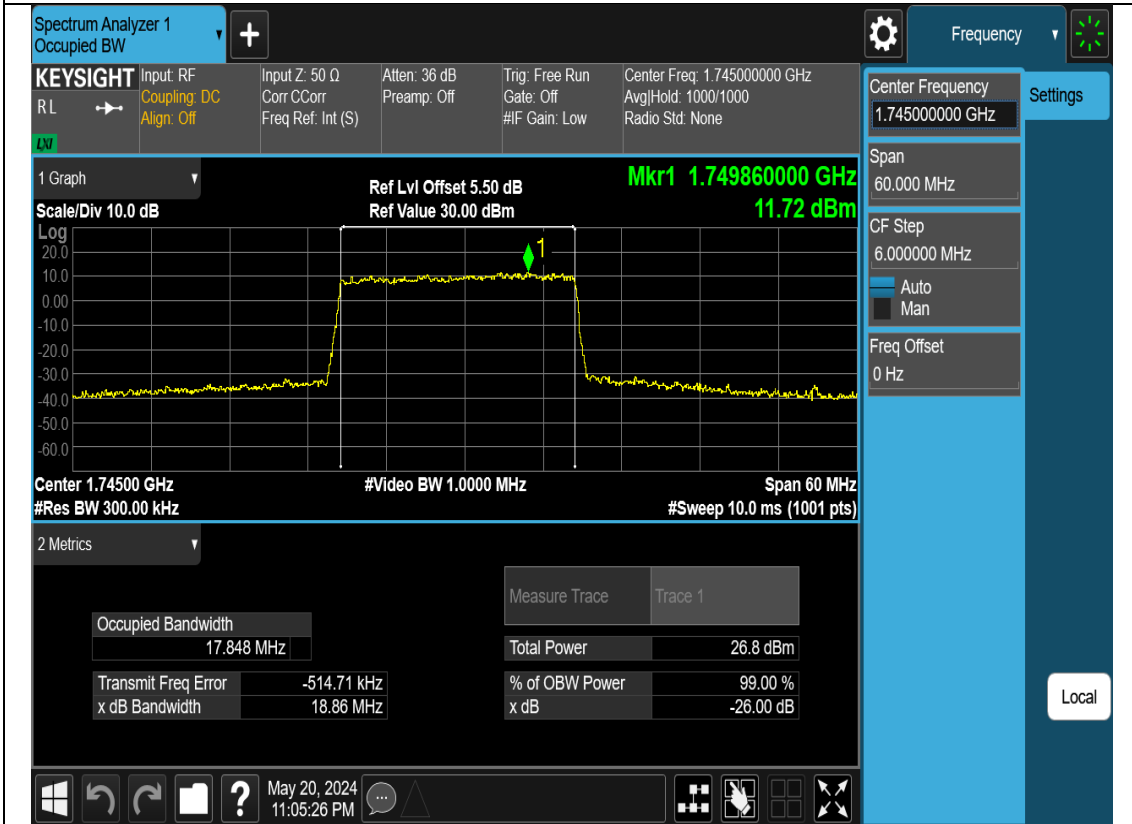 Spectrum Analyzer 1
Occupied BW
▼
+
Frequency
▼
KEYSIGHT
RL
LXI
Input: RF
Coupling: DC
Align: Off
Input Z: 50 Ω
Corr CCorr
Freq Ref: Int (S)
Atten: 36 dB
Preamp: Off
Trig: Free Run
Gate: Off
#IF Gain: Low
Center Freq: 1.745000000 GHz
Avg|Hold: 1000/1000
Radio Std: None
Center Frequency
1.745000000 GHz
Settings
Span
60.000 MHz
CF Step
6.000000 MHz
Auto
Man
Freq Offset
0 Hz
Local
1 Graph
▼
Scale/Div 10.0 dB
Ref Lvl Offset 5.50 dB
Ref Value 30.00 dBm
Mkr1 1.749860000 GHz
11.72 dBm
Log
20.0
10.0
0.00
-10.0
-20.0
-30.0
-40.0
-50.0
-60.0
1
Center 1.74500 GHz
#Video BW 1.0000 MHz
Span 60 MHz
#Res BW 300.00 kHz
#Sweep 10.0 ms (1001 pts)
2 Metrics
▼
Measure Trace Trace 1
Occupied Bandwidth
17.848 MHz
Total Power 26.8 dBm
Transmit Freq Error -514.71 kHz
% of OBW Power 99.00 %
x dB Bandwidth 18.86 MHz
x dB -26.00 dB
?
May 20, 2024
11:05:26 PM